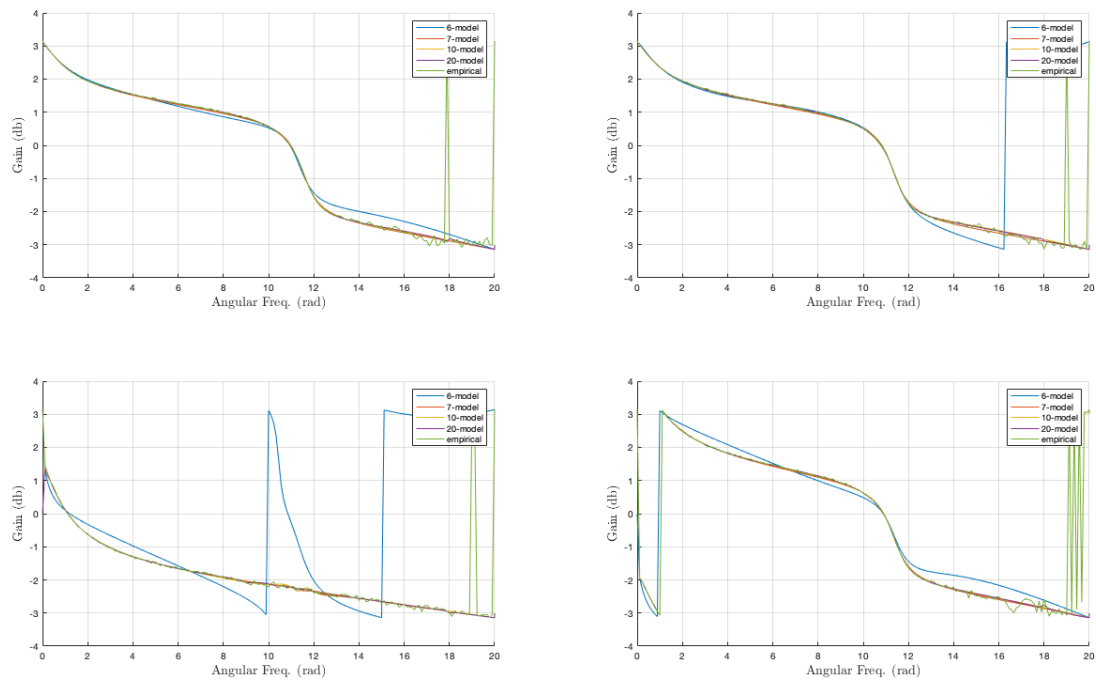 4
3
2
1
0
-1
-2
-3
-4
Gain (db)
6-model
7-model
10-model
20-model
empirical
0 2 4 6 8 10 12 14 16 18 20
Angular Freq. (rad)
4
3
2
1
0
-1
-2
-3
-4
Gain (db)
6-model
7-model
10-model
20-model
empirical
0 2 4 6 8 10 12 14 16 18 20
Angular Freq. (rad)
4
3
2
1
0
-1
-2
-3
-4
Gain (db)
6-model
7-model
10-model
20-model
empirical
0 2 4 6 8 10 12 14 16 18 20
Angular Freq. (rad)
4
3
2
1
0
-1
-2
-3
-4
Gain (db)
6-model
7-model
10-model
20-model
empirical
0 2 4 6 8 10 12 14 16 18 20
Angular Freq. (rad)